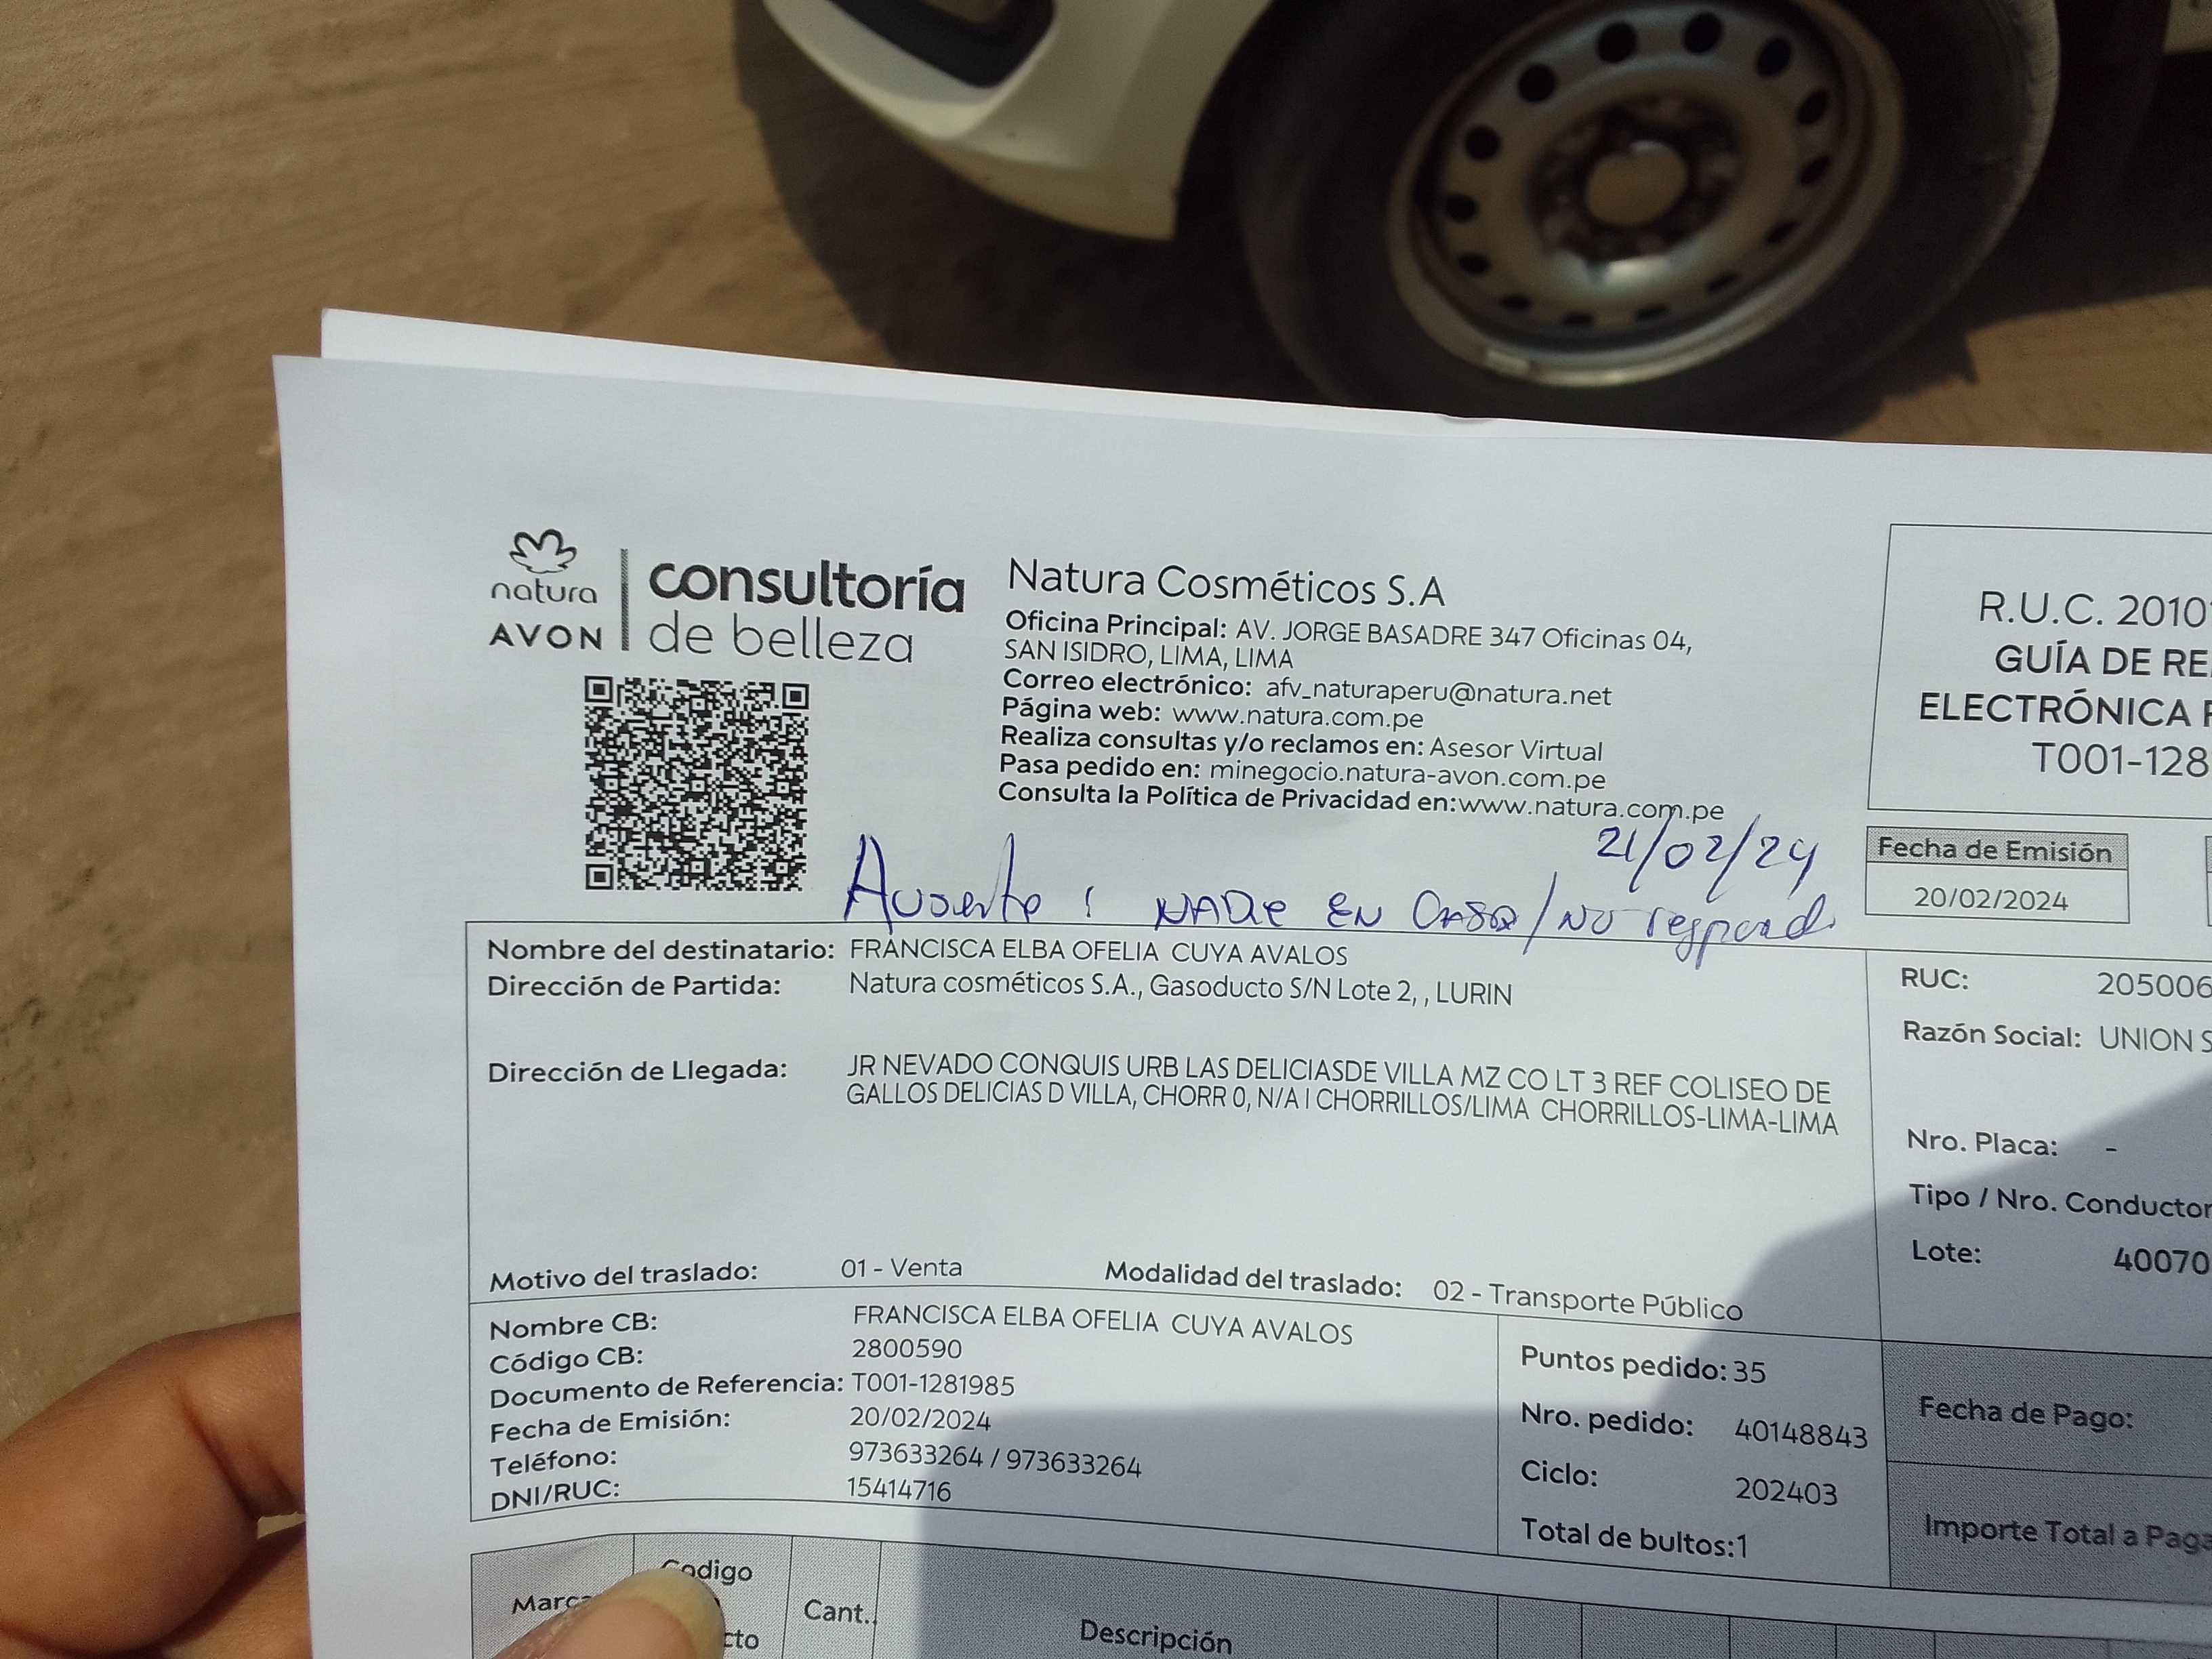 natura
AVON
consultoría
de belleza
Natura Cosméticos S.A
Oficina Principal: AV. JORGE BASADRE 347 Oficinas 04,
SAN ISIDRO, LIMA, LIMA
Correo electrónico: afv_naturaperu@natura.net
Página web: www.natura.com.pe
Realiza consultas y/o reclamos en: Asesor Virtual
Pasa pedido en: minegocio.natura-avon.com.pe
Consulta la Política de Privacidad en:www.natura.com.pe
R.U.C. 2010
GUÍA DE RE
ELECTRÓNICA
T001-128
21/02/24
Ausente : NADIE EN CASA / NO respond
Fecha de Emisión
20/02/2024
Nombre del destinatario: FRANCISCA ELBA OFELIA CUYA AVALOS
Dirección de Partida: Natura cosméticos S.A., Gasoducto S/N Lote 2, , LURIN
Dirección de Llegada: JR NEVADO CONQUIS URB LAS DELICIASDE VILLA MZ CO LT 3 REF COLISEO DE
GALLOS DELICIAS D VILLA, CHORR 0, N/A I CHORRILLOS/LIMA CHORRILLOS-LIMA-LIMA
Motivo del traslado: 01 - Venta Modalidad del traslado: 02 - Transporte Público
RUC: 205006
Razón Social: UNION S
Nro. Placa: -
Tipo / Nro. Conductor
Lote: 40070
Nombre CB: FRANCISCA ELBA OFELIA CUYA AVALOS
Código CB: 2800590
Documento de Referencia: T001-1281985
Fecha de Emisión: 20/02/2024
Teléfono: 973633264 / 973633264
DNI/RUC: 15414716
Puntos pedido: 35
Nro. pedido: 40148843
Ciclo: 202403
Total de bultos:1
Fecha de Pago:
Importe Total a Paga
Marca
Codigo
cto
Cant.
Descripción